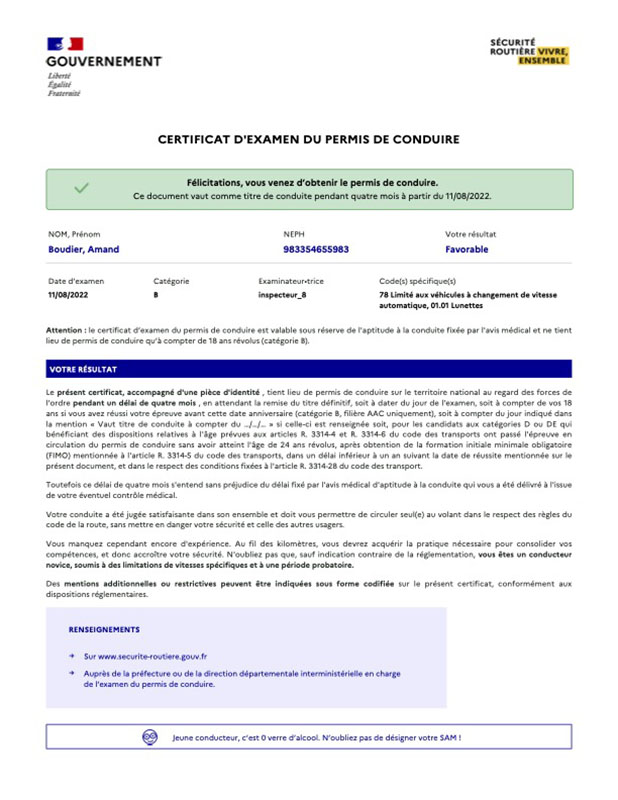 GOUVERNEMENT
Liberté
Égalité
Fraternité
SÉCURITÉ
ROUTIÈRE VIVRE,
ENSEMBLE
CERTIFICAT D'EXAMEN DU PERMIS DE CONDUIRE
Félicitations, vous venez d'obtenir le permis de conduire.
Ce document vaut comme titre de conduite pendant quatre mois à partir du 11/08/2022.
NOM, Prénom
NEPH
Votre résultat
Boudier, Amand
983354655983
Favorable
Date d'examen
Catégorie
Examinateur•trice
Code(s) spécifique(s)
11/08/2022
B
inspecteur_8
78 Limité aux véhicules à changement de vitesse
automatique, 01.01 Lunettes
Attention : le certificat d'examen du permis de conduire est valable sous réserve de l'aptitude à la conduite fixée par l'avis médical et ne tient
lieu de permis de conduire qu'à compter de 18 ans révolus (catégorie B).
VOTRE RÉSULTAT
Le présent certificat, accompagné d'une pièce d'identité , tient lieu de permis de conduire sur le territoire national au regard des forces de
l'ordre pendant un délai de quatre mois , en attendant la remise du titre définitif, soit à dater du jour de l'examen, soit à compter de vos 18
ans si vous avez réussi votre épreuve avant cette date anniversaire (catégorie B, filière AAC uniquement), soit à compter du jour indiqué dans
la mention « Vaut titre de conduite à compter du ../../.. » si celle-ci est renseignée soit, pour les candidats aux catégories D ou DE qui
bénéficiant des dispositions relatives à l'âge prévues aux articles R. 3314-4 et R. 3314-6 du code des transports ont passé l'épreuve en
circulation du permis sans avoir atteint l'âge de 24 ans révolus, après obtention de la formation initiale minimale obligatoire
(FIMO) mentionnée à l'article R. 3314-5 du code des transports, dans un délai inférieur à un an suivant la date de réussite mentionnée sur le
présent document, et dans le respect des conditions fixées à l'article R. 3314-28 du code des transport.
Toutefois ce délai de quatre mois s'entend sans préjudice du délai fixé par l'avis médical d'aptitude à la conduite qui vous a été délivré à l'issue
de votre éventuel contrôle médical.
Votre conduite a été jugée satisfaisante dans son ensemble et doit vous permettre de circuler seul(e) au volant dans le respect des règles du
code de la route, sans mettre en danger votre sécurité et celle des autres usagers.
Vous manquez cependant encore d'expérience. Au fil des kilomètres, vous devrez acquérir la pratique nécessaire pour consolider vos
compétences, et donc accroître votre sécurité. N'oubliez pas que, sauf indication contraire de la réglementation, vous êtes un conducteur
novice, soumis à des limitations de vitesses spécifiques et à une période probatoire.
Des mentions additionelles ou restrictives peuvent être indiquées sous forme codifiée sur le présent certificat, conformément aux
dispositions réglementaires.
RENSEIGNEMENTS
→ Sur www.securite-routiere.gouv.fr
→ Auprès de la préfecture ou de la direction départementale interministérielle en charge
de l'examen du permis de conduire.
Jeune conducteur, c'est 0 verre d'alcool. N'oubliez pas de désigner votre SAM !